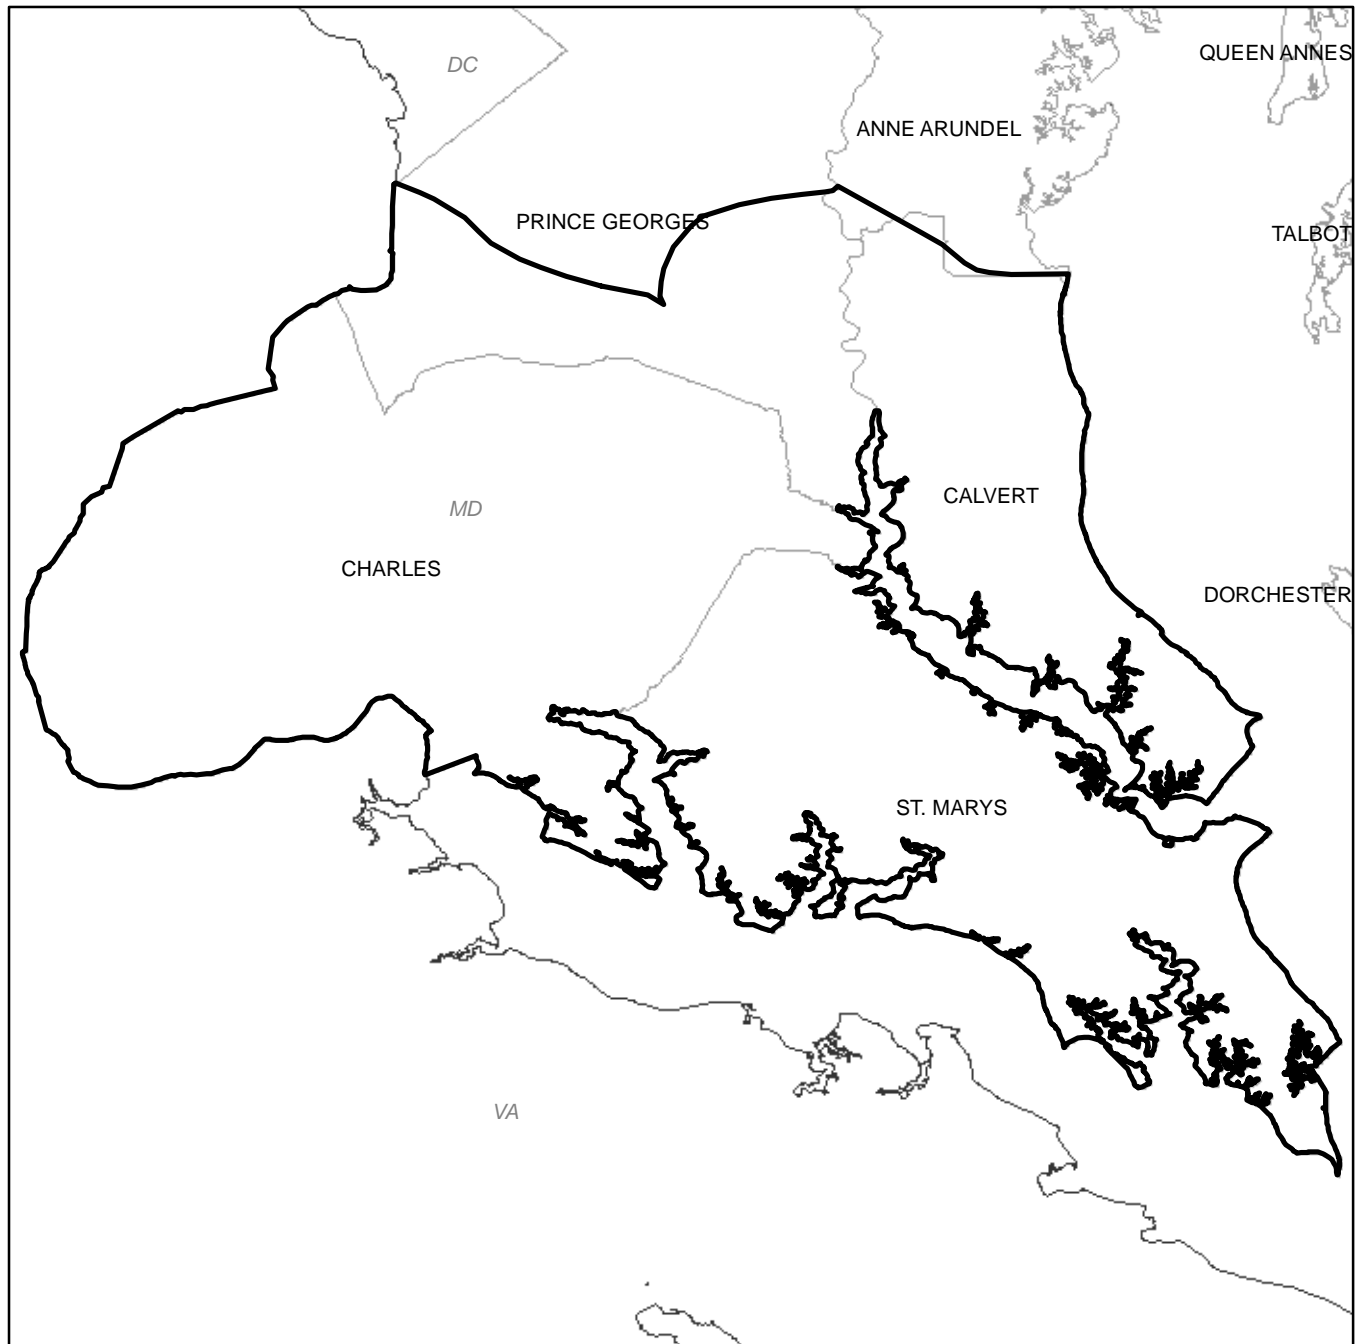 QUEEN ANNES
DC
ANNE ARUNDEL
PRINCE GEORGES
TALBOT
CALVERT
MD
CHARLES
DORCHESTER
ST. MARYS
VA